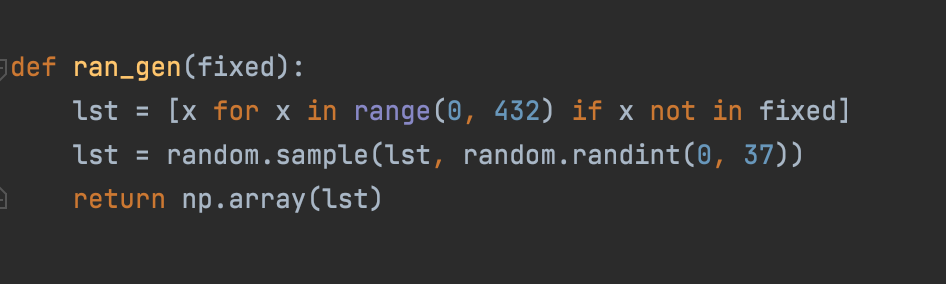 def ran_gen(fixed):
    lst = [x for x in range(0, 432) if x not in fixed]
    lst = random.sample(lst, random.randint(0, 37))
    return np.array(lst)